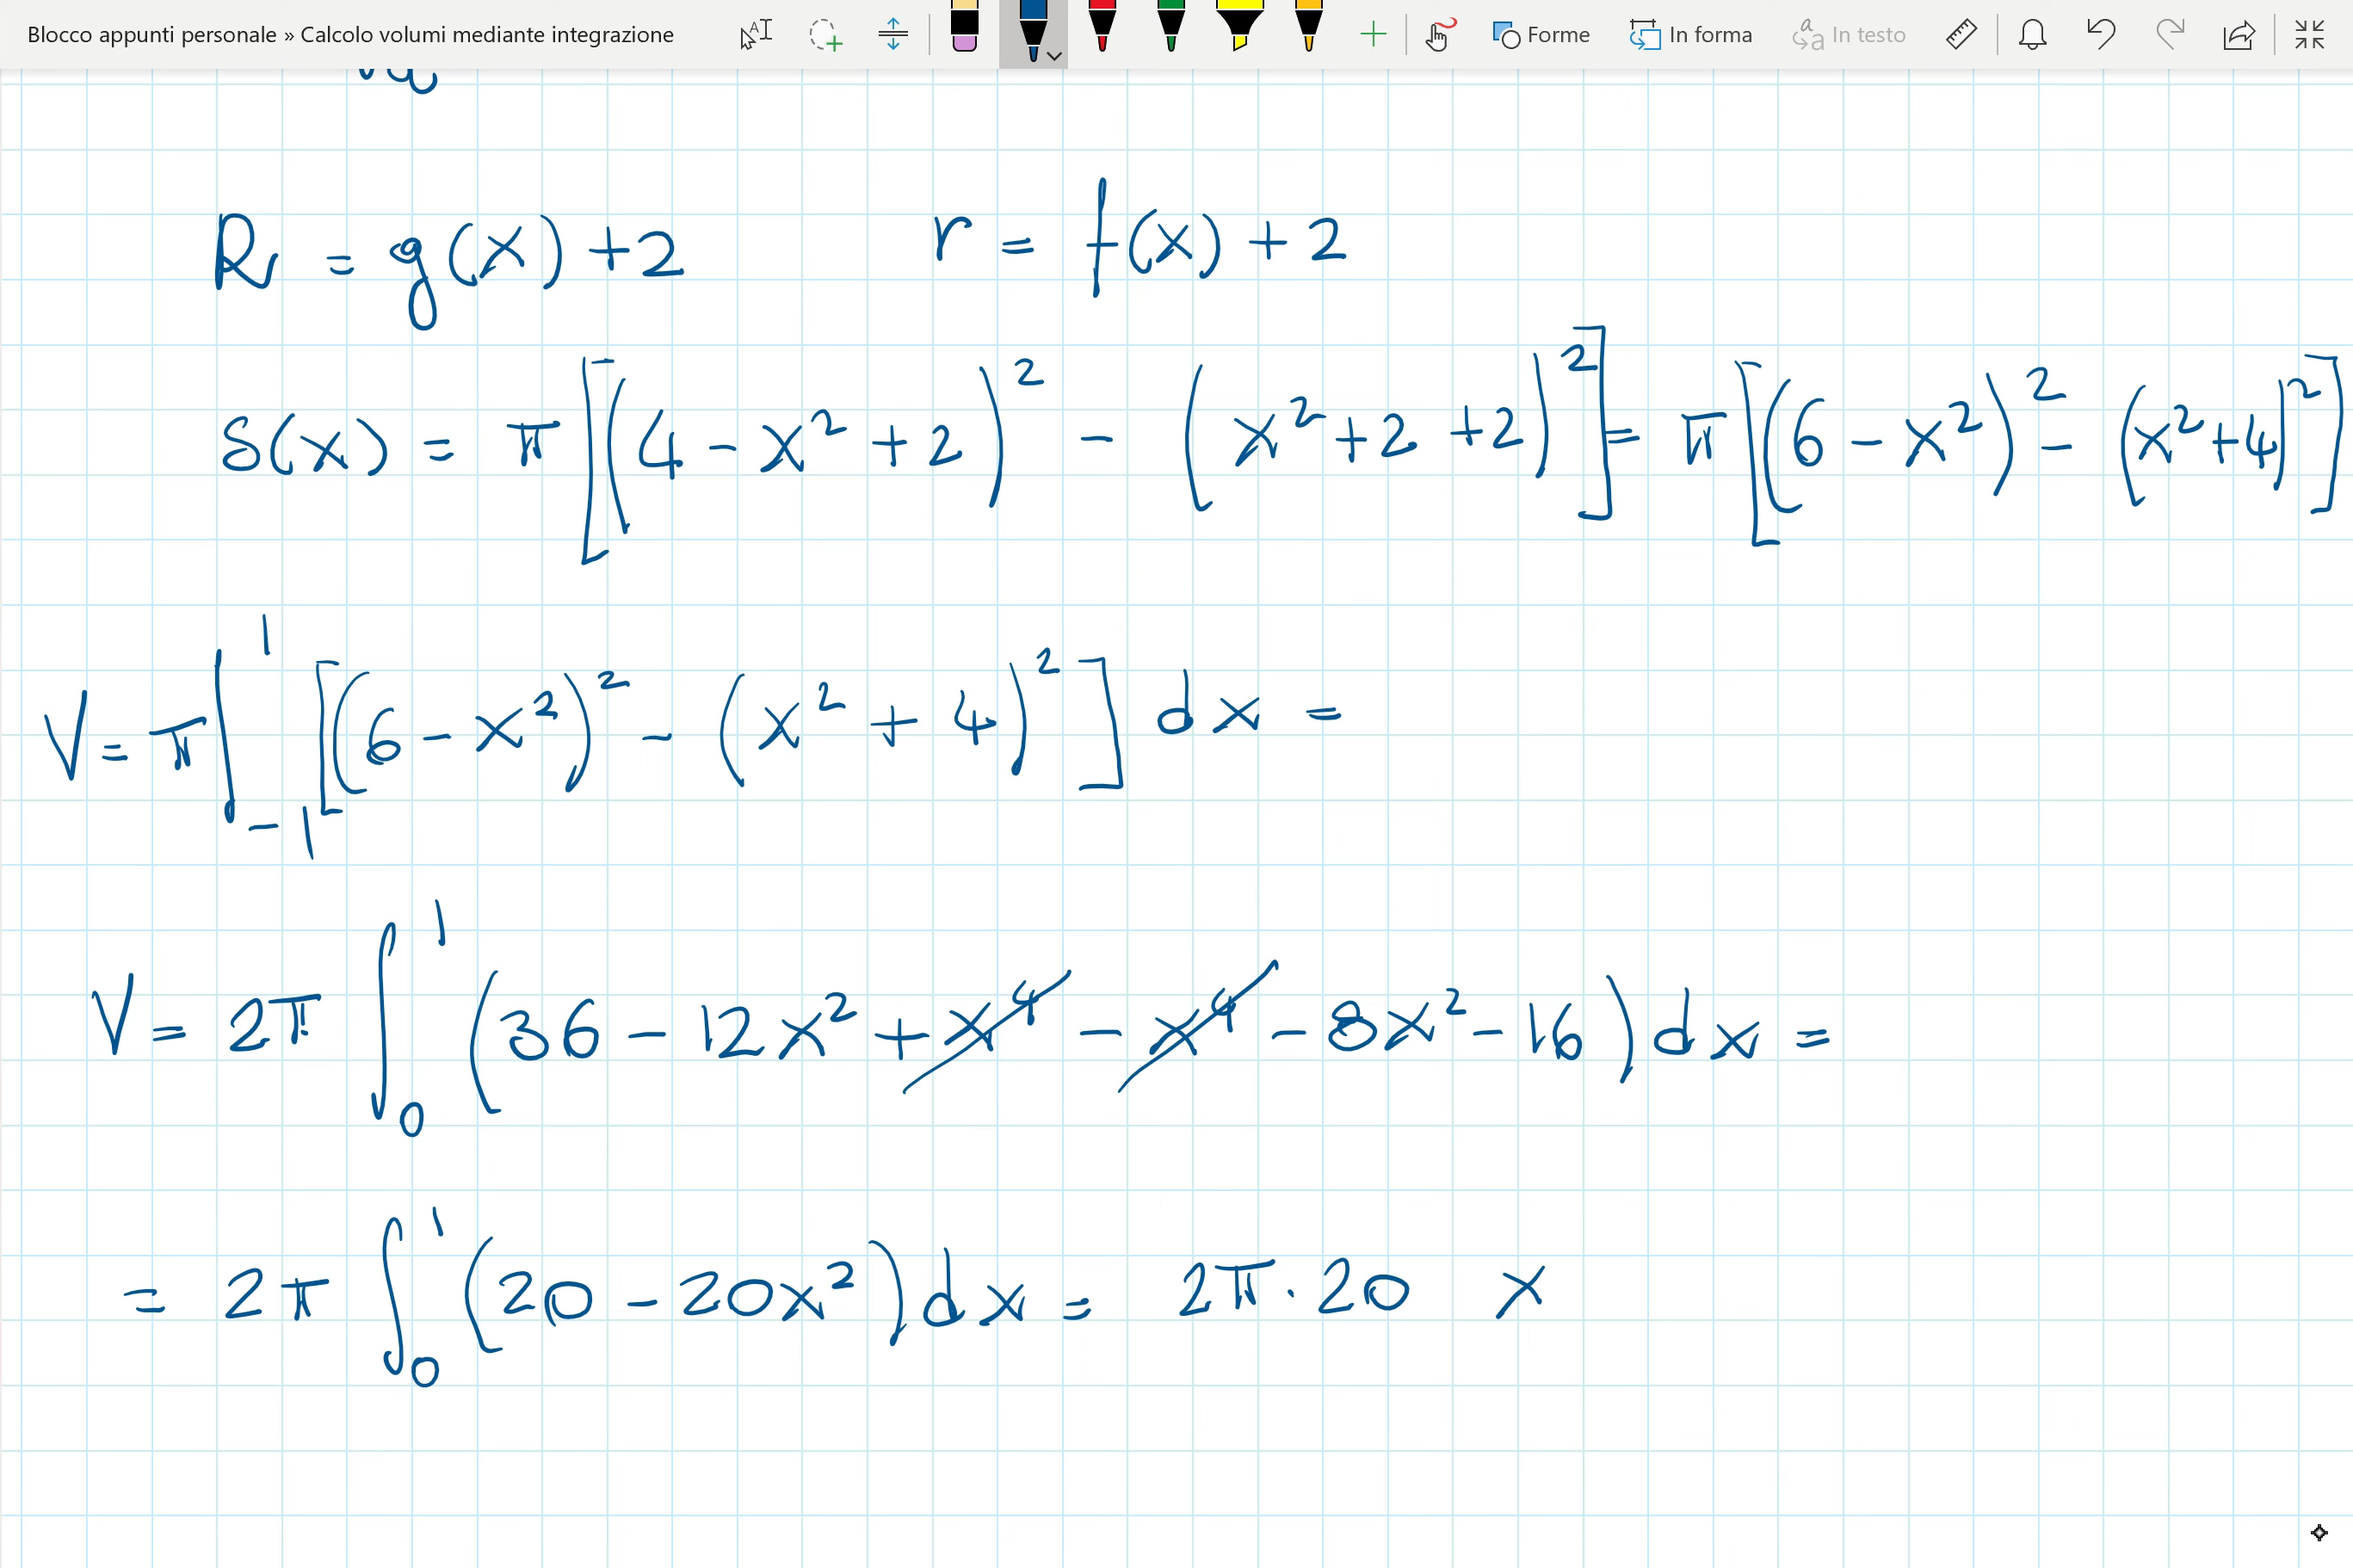 Blocco appunti personale » Calcolo volumi mediante integrazione Forme In forma In testo
R = g(x) + 2 r = f(x) + 2
S(x) = π[(4 - x² + 2)² - (x² + 2 + 2)²] = π[(6 - x²)² - (x² + 4)²]
V = π∫₋₁¹ [(6 - x²)² - (x² + 4)²] dx =
V = 2π ∫₀¹ (36 - 12x² + x⁴ - x⁴ - 8x² - 16) dx =
= 2π ∫₀¹ (20 - 20x²) dx = 2π · 20 x